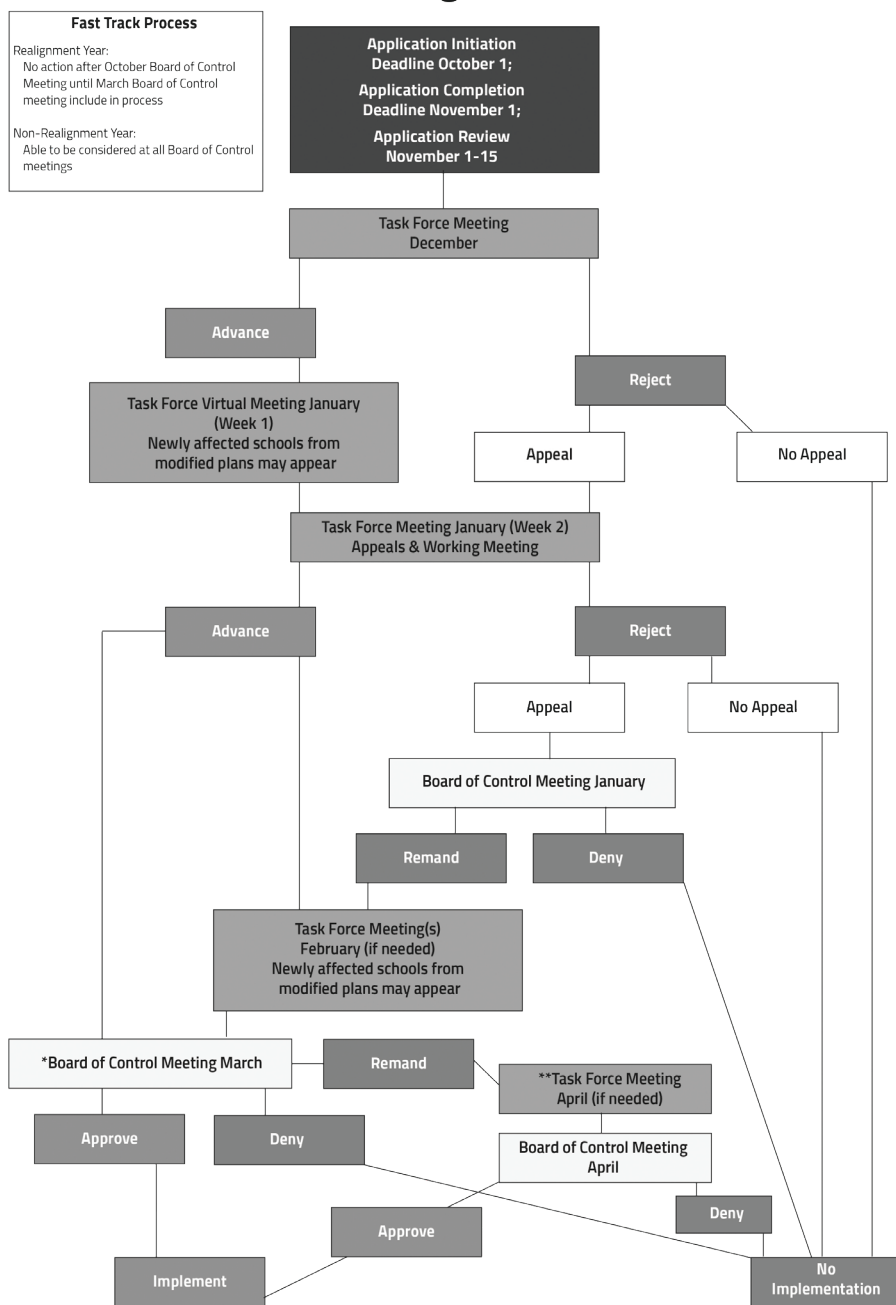 Fast Track Process
Realignment Year:
No action after October Board of Control
Meeting until March Board of Control
meeting include in process
Non-Realignment Year:
Able to be considered at all Board of Control
meetings
Application Initiation
Deadline October 1;
Application Completion
Deadline November 1;
Application Review
November 1-15
Task Force Meeting
December
Advance
Reject
Task Force Virtual Meeting January
(Week 1)
Newly affected schools from
modified plans may appear
Appeal
No Appeal
Task Force Meeting January (Week 2)
Appeals & Working Meeting
Advance
Reject
Appeal
No Appeal
Board of Control Meeting January
Remand
Deny
Task Force Meeting(s)
February (if needed)
Newly affected schools from
modified plans may appear
*Board of Control Meeting March
Remand
**Task Force Meeting
April (if needed)
Approve
Deny
Board of Control Meeting
April
Approve
Deny
Implement
No
Implementation